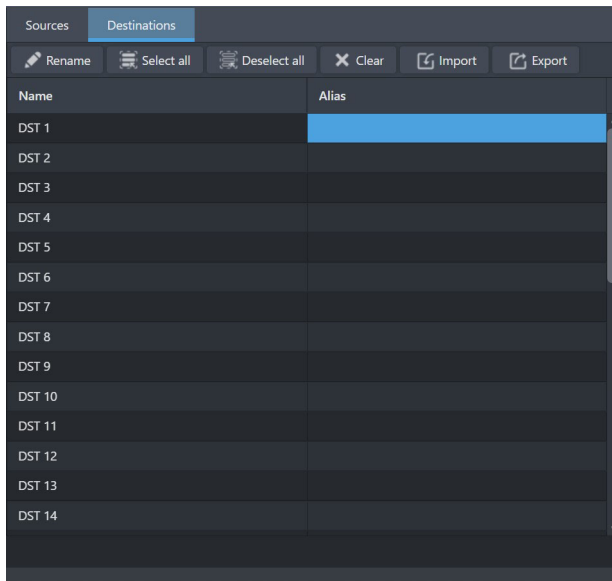 Sources Destinations
Rename Select all Deselect all Clear Import Export
Name Alias
DST 1
DST 2
DST 3
DST 4
DST 5
DST 6
DST 7
DST 8
DST 9
DST 10
DST 11
DST 12
DST 13
DST 14